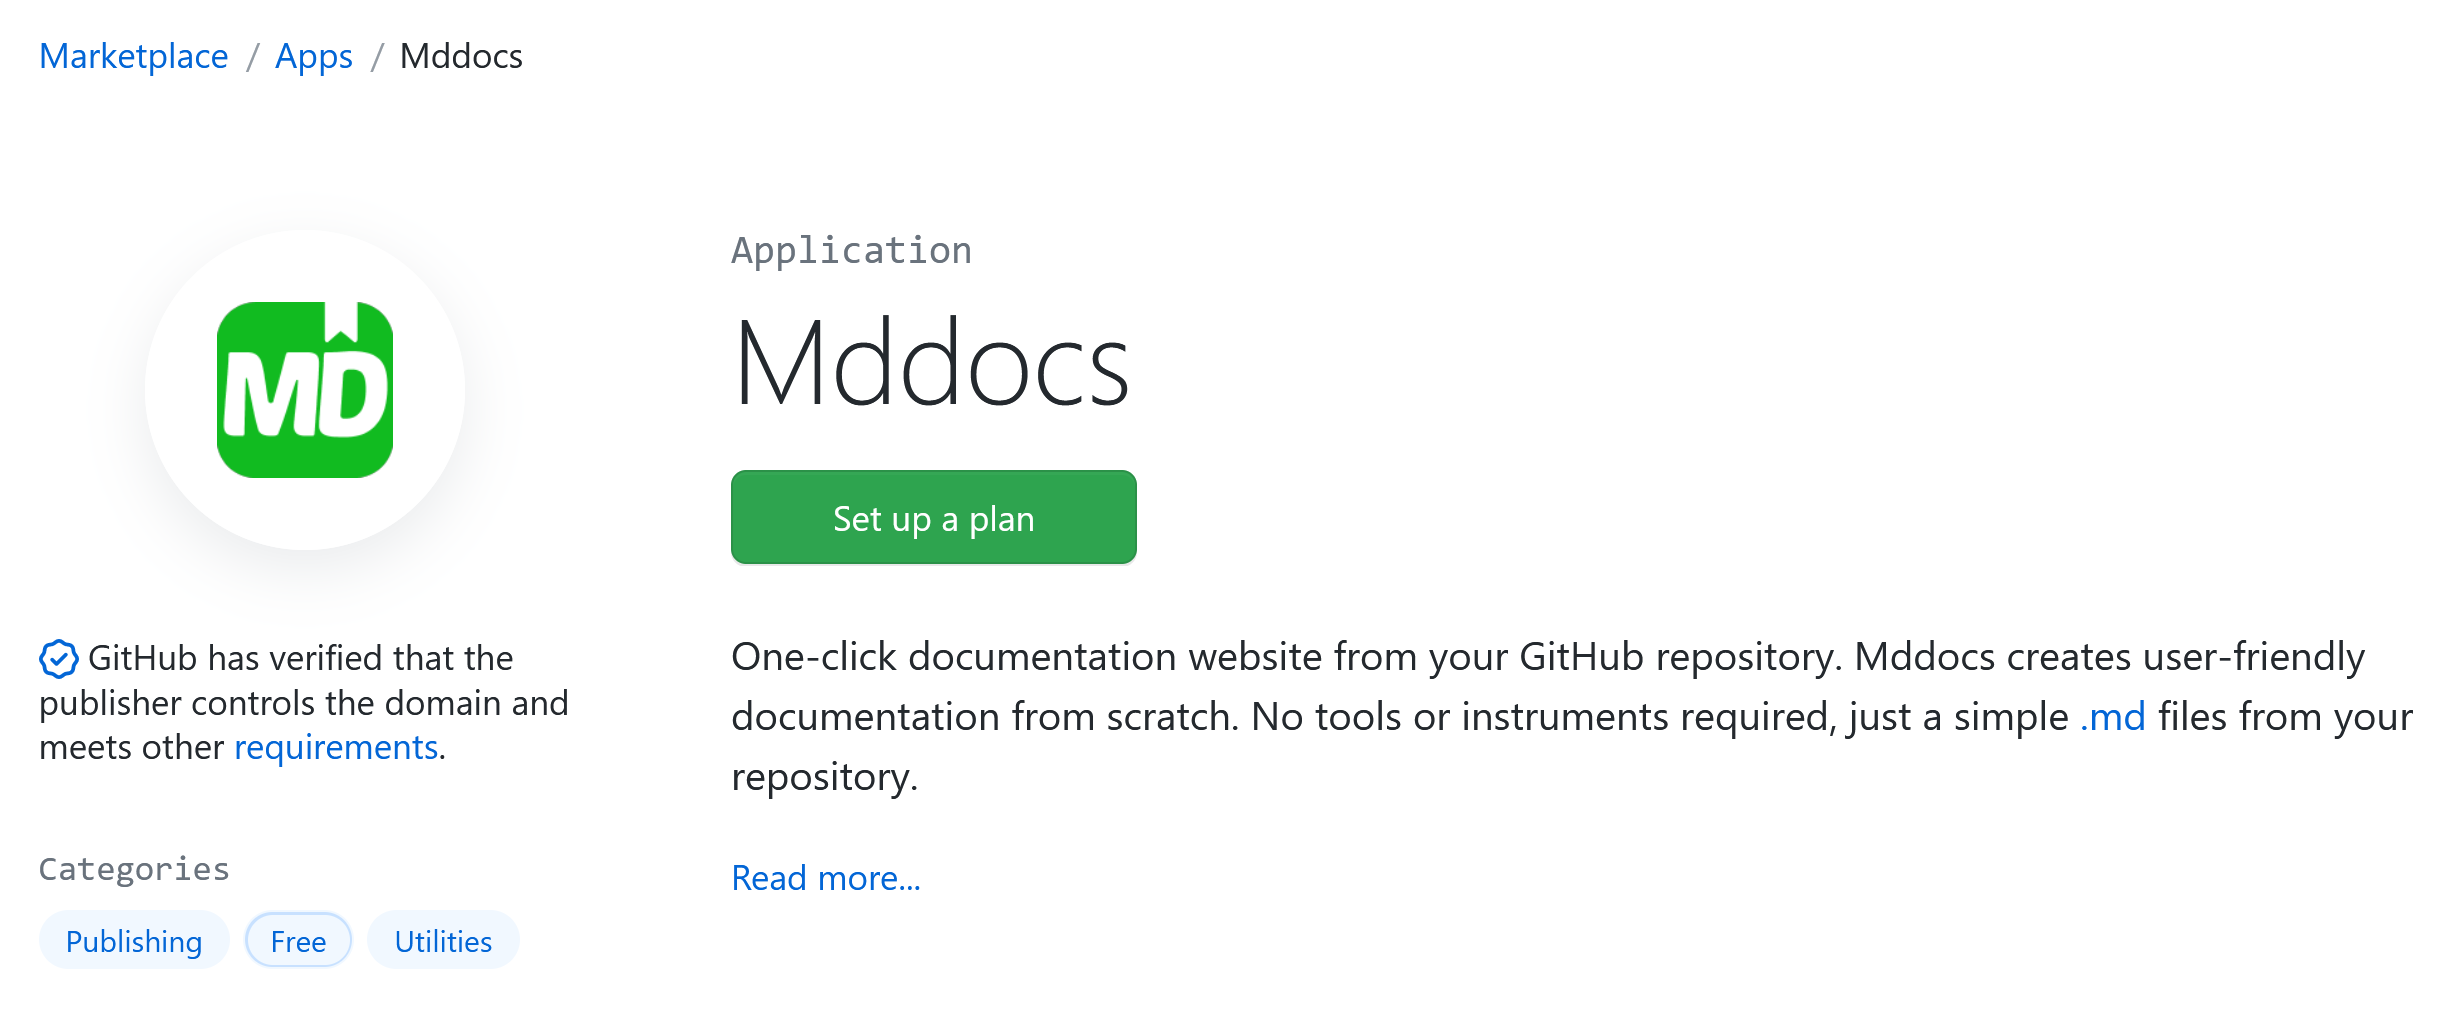 Marketplace / Apps / Mddocs
MD
GitHub has verified that the
publisher controls the domain and
meets other requirements.
Categories
Publishing Free Utilities
Application
Mddocs
Set up a plan
One-click documentation website from your GitHub repository. Mddocs creates user-friendly
documentation from scratch. No tools or instruments required, just a simple .md files from your
repository.
Read more...